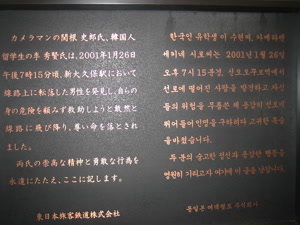 カメラマンの関根 史郎氏、韓国人
留学生の李 秀賢氏は、2001年1月26日
午後7時15分頃、新大久保駅において
線路上に転落した男性を発見し、自らの
身の危険を顧みず救助しようと敢然と
線路に飛び降り、尊い命を落とされ
ました。
両氏の崇高な精神と勇敢な行為を
永遠にたたえ、ここに記します。
東日本旅客鉄道株式会社
한국인 유학생 이 수현씨, 카메라맨
세키네 시로씨는 2001년 1월 26일
오후 7시 15분경, 신오오쿠보역에서
선로에 떨어진 사람을 발견하고 자신
들의 위험을 무릅쓴 채 용감히 선로에
뛰어들어 인명을 구하려다 고귀한 목숨
을 바쳤습니다.
두 분의 숭고한 정신과 용감한 행동을
영원히 기리고자 여기에 이 글을 남깁니다.
동일본 여객철도 주식회사